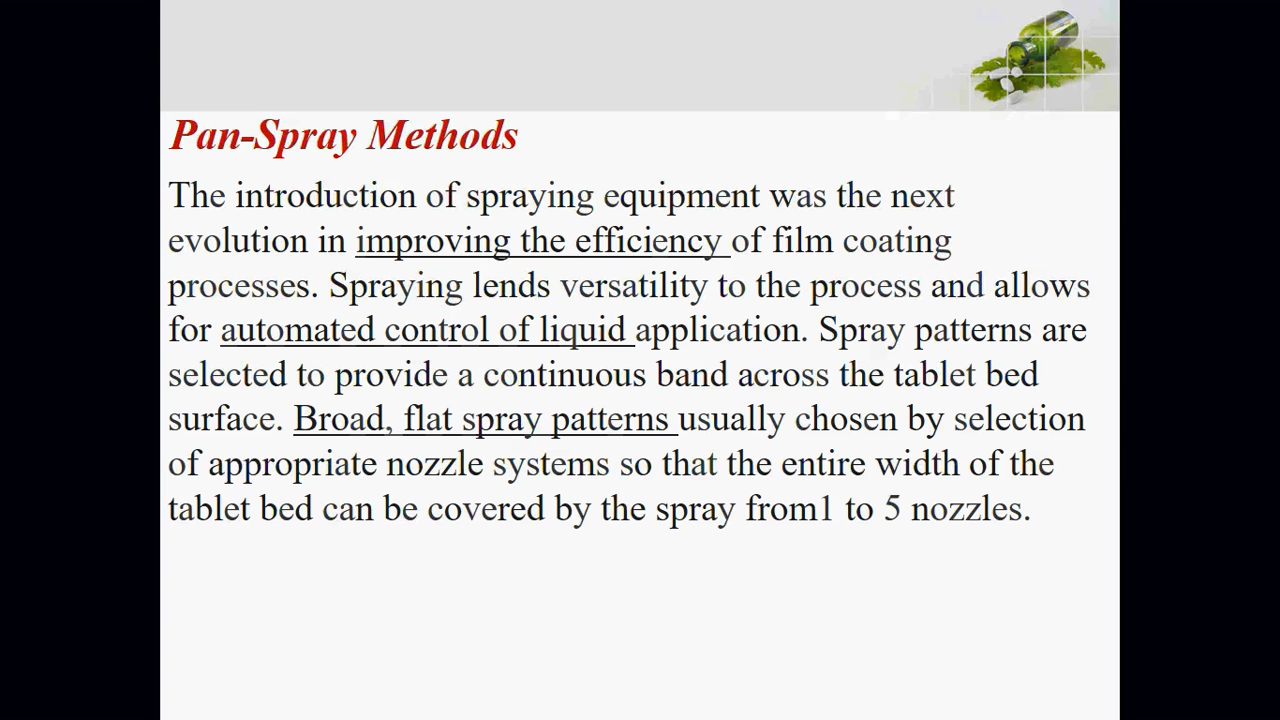 Pan-Spray Methods
The introduction of spraying equipment was the next
evolution in improving the efficiency of film coating
processes. Spraying lends versatility to the process and allows
for automated control of liquid application. Spray patterns are
selected to provide a continuous band across the tablet bed
surface. Broad, flat spray patterns usually chosen by selection
of appropriate nozzle systems so that the entire width of the
tablet bed can be covered by the spray from1 to 5 nozzles.